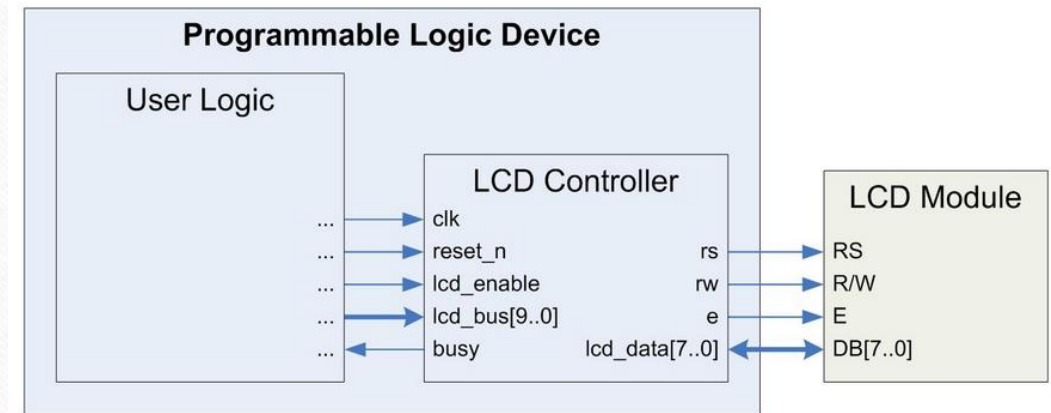 Programmable Logic Device
User Logic
...
...
...
...
...
LCD Controller
clk
reset_n
lcd_enable
lcd_bus[9..0]
busy
rs
rw
e
lcd_data[7..0]
LCD Module
RS
R/W
E
DB[7..0]